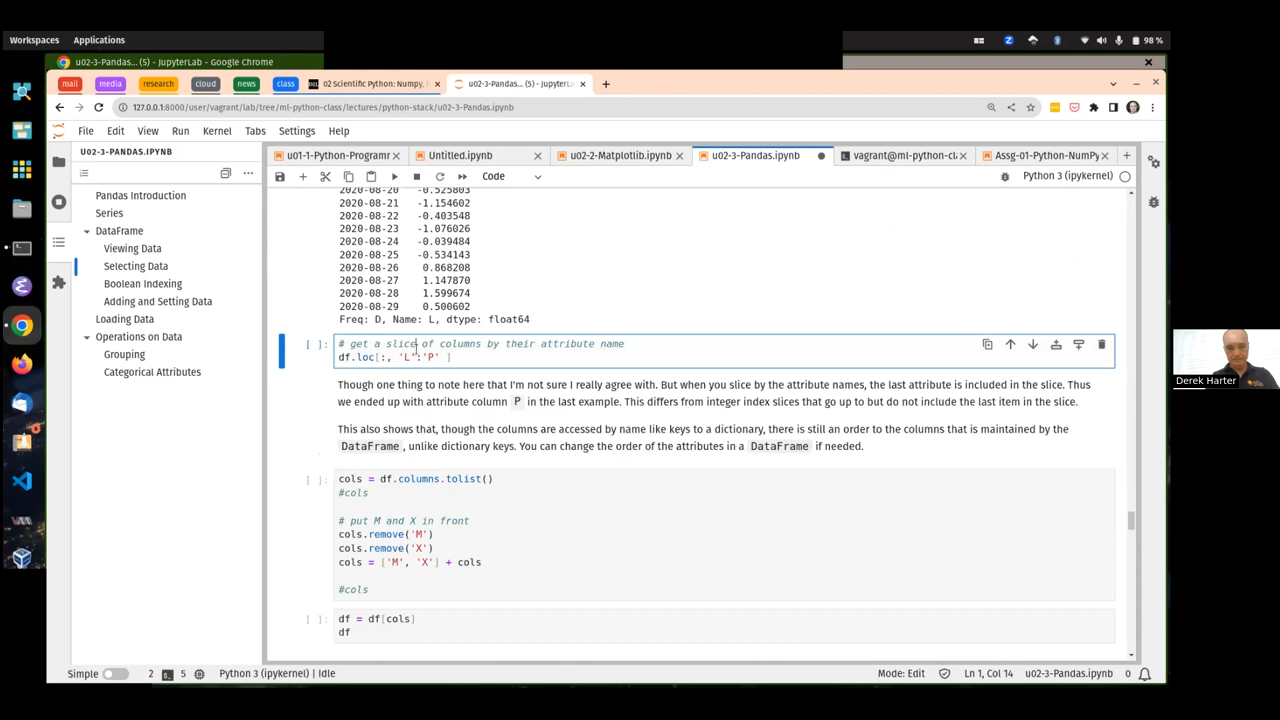 Workspaces Applications
98 %
u02-3-Pandas... (5) - JupyterLab - Google Chrome
mail media research cloud news class 02 Scientific Python: Numpy, u02-3-Pandas... (5) - JupyterLa
127.0.0.1:8000/user/vagrant/lab/tree/ml-python-class/lectures/python-stack/u02-3-Pandas.ipynb
File Edit View Run Kernel Tabs Settings Help
U02-3-PANDAS.IPYNB
u01-1-Python-Programr Untitled.ipynb u02-2-Matplotlib.ipynb u02-3-Pandas.ipynb vagrant@ml-python-cl Assg-01-Python-NumPy
Code
Python 3 (ipykernel)
Pandas Introduction
Series
DataFrame
Viewing Data
Selecting Data
Boolean Indexing
Adding and Setting Data
Loading Data
Operations on Data
Grouping
Categorical Attributes
2020-08-20 -0.525803
2020-08-21 -1.154602
2020-08-22 -0.403548
2020-08-23 -1.076026
2020-08-24 -0.039484
2020-08-25 -0.534143
2020-08-26 0.868208
2020-08-27 1.147870
2020-08-28 1.599674
2020-08-29 0.500602
Freq: D, Name: L, dtype: float64
[ ]: # get a slice of columns by their attribute name
df.loc[:, 'L':'P' ]
Though one thing to note here that I'm not sure I really agree with. But when you slice by the attribute names, the last attribute is included in the slice. Thus
we ended up with attribute column P in the last example. This differs from integer index slices that go up to but do not include the last item in the slice.
This also shows that, though the columns are accessed by name like keys to a dictionary, there is still an order to the columns that is maintained by the
DataFrame, unlike dictionary keys. You can change the order of the attributes in a DataFrame if needed.
[ ]: cols = df.columns.tolist()
#cols
# put M and X in front
cols.remove('M')
cols.remove('X')
cols = ['M', 'X'] + cols
#cols
[ ]: df = df[cols]
df
Simple 2 5 Python 3 (ipykernel) | Idle
Mode: Edit Ln 1, Col 14 u02-3-Pandas.ipynb 0
Derek Harter